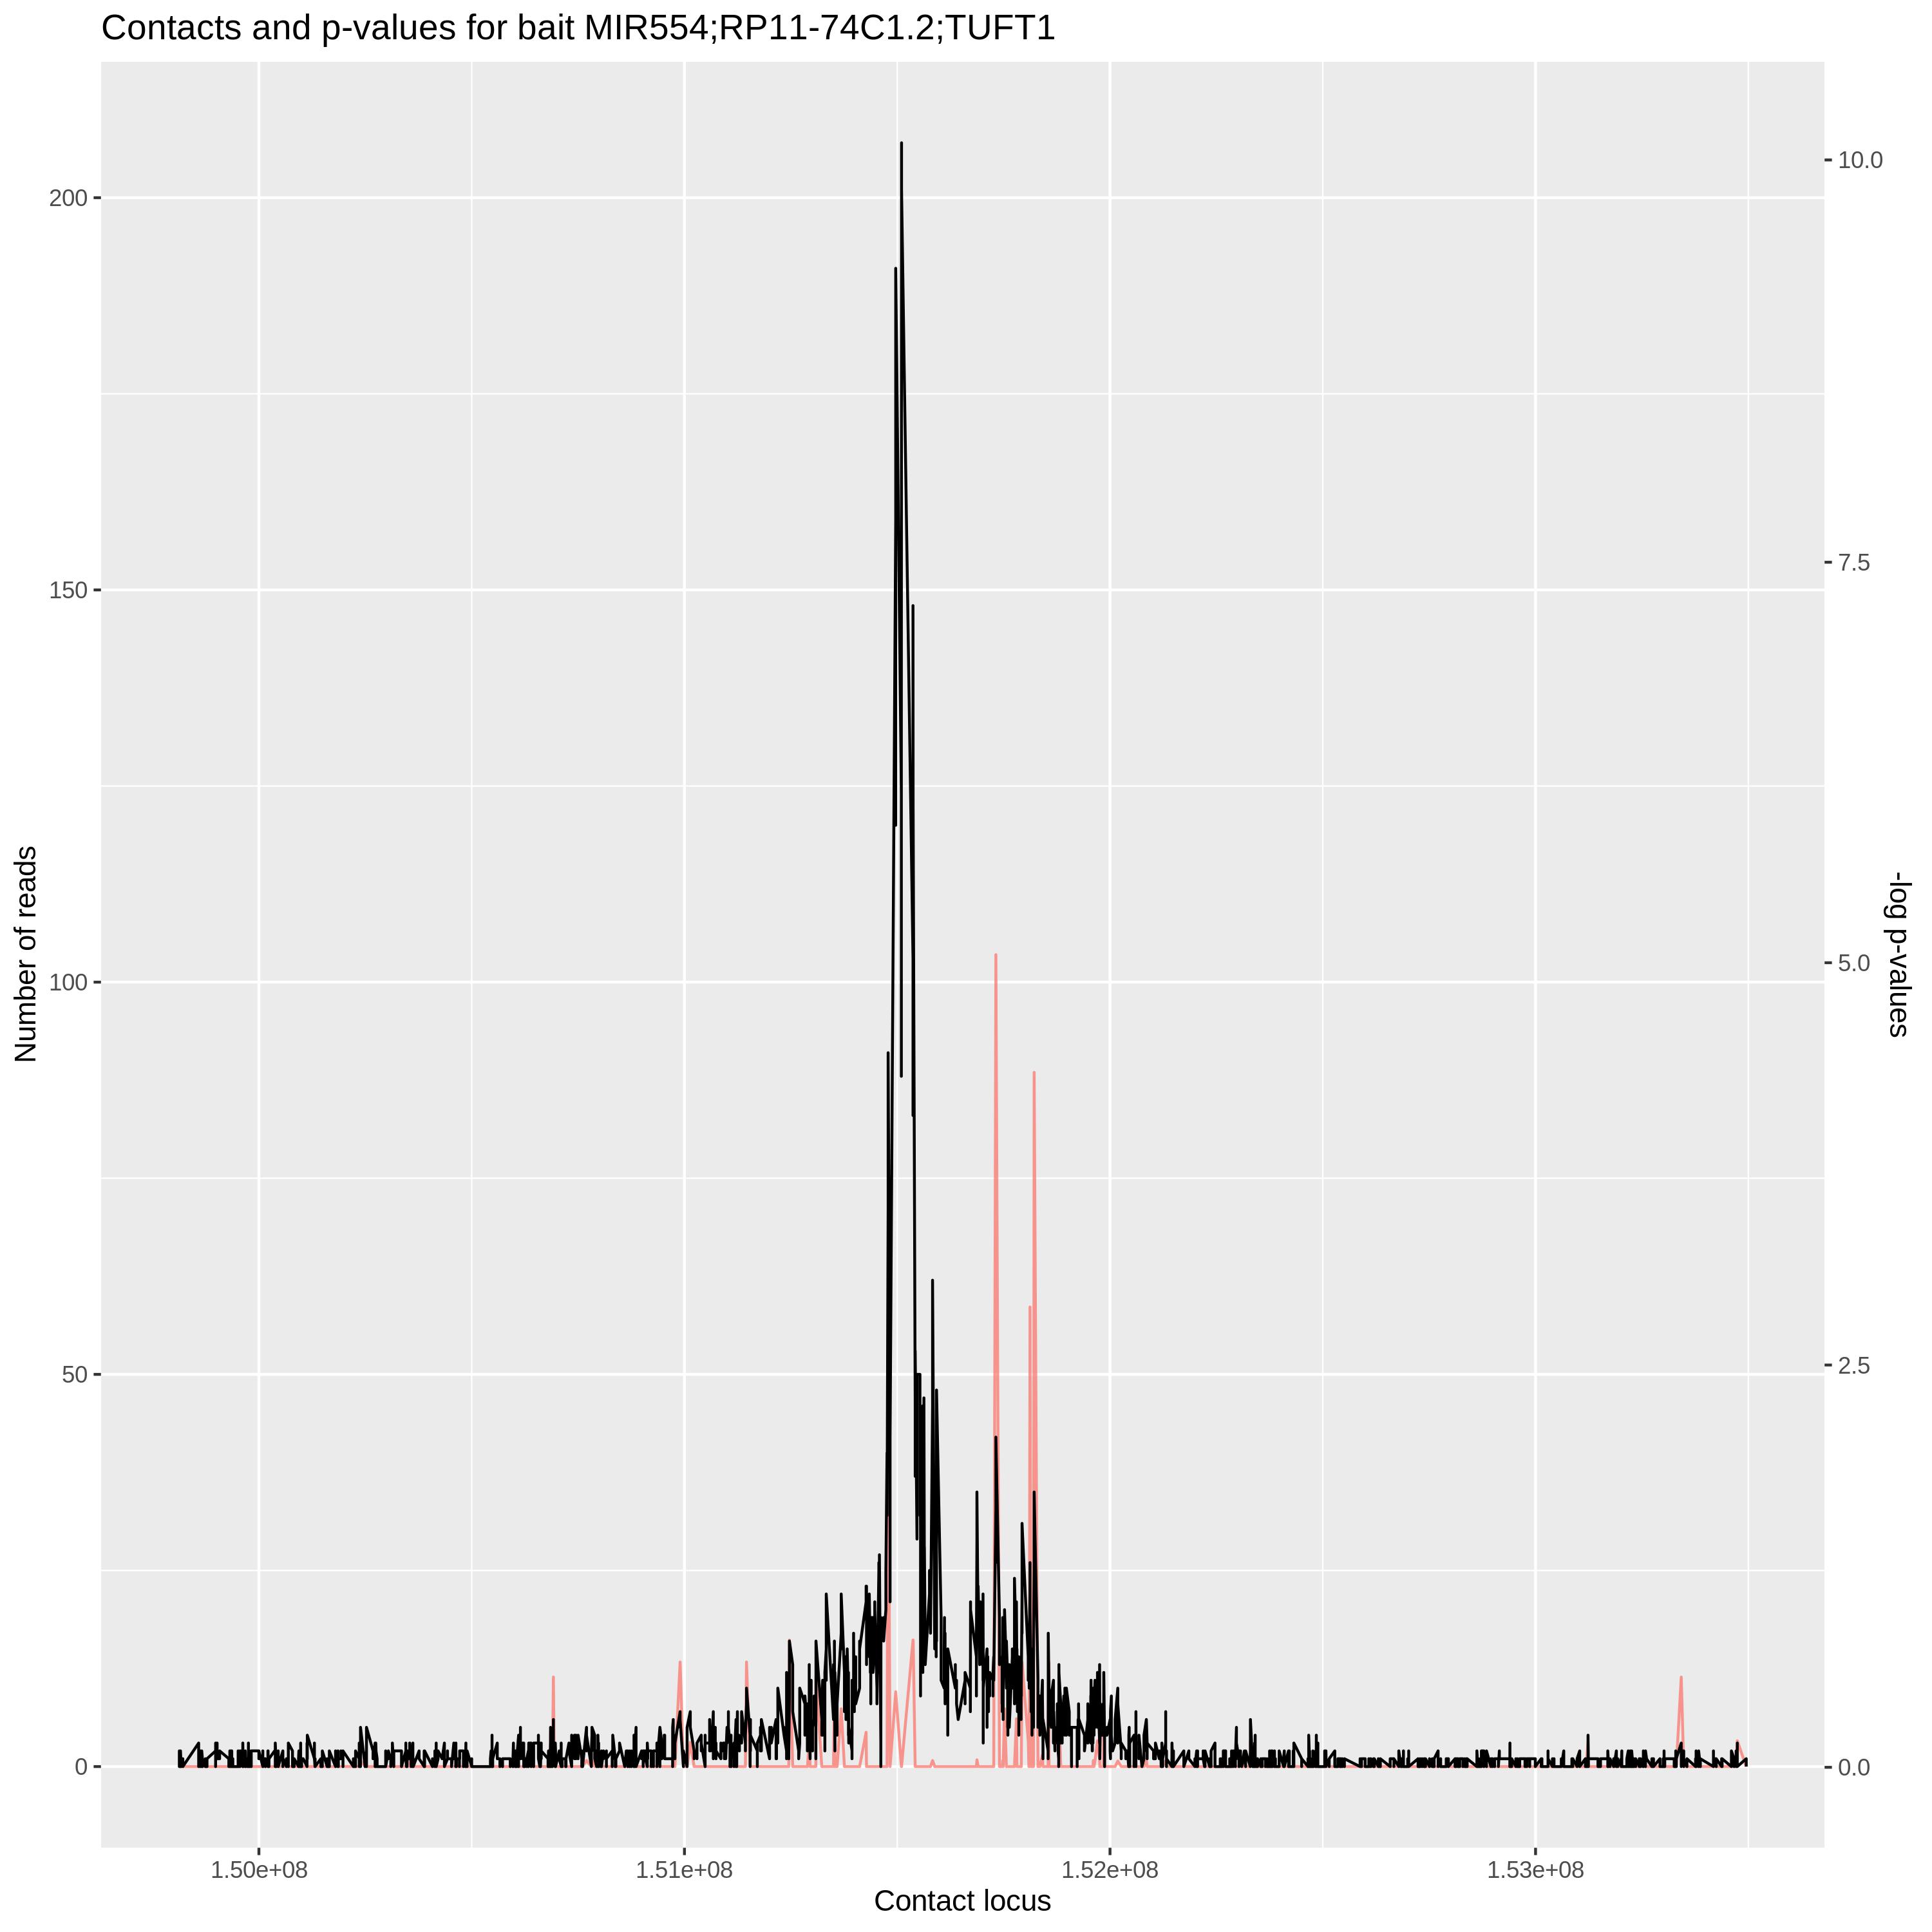 Contacts and p-values for bait MIR554;RP11-74C1.2;TUFT1
200
150
100
50
0
Number of reads
10.0
7.5
5.0
2.5
0.0
-log p-values
1.50e+08
1.51e+08
1.52e+08
1.53e+08
Contact locus